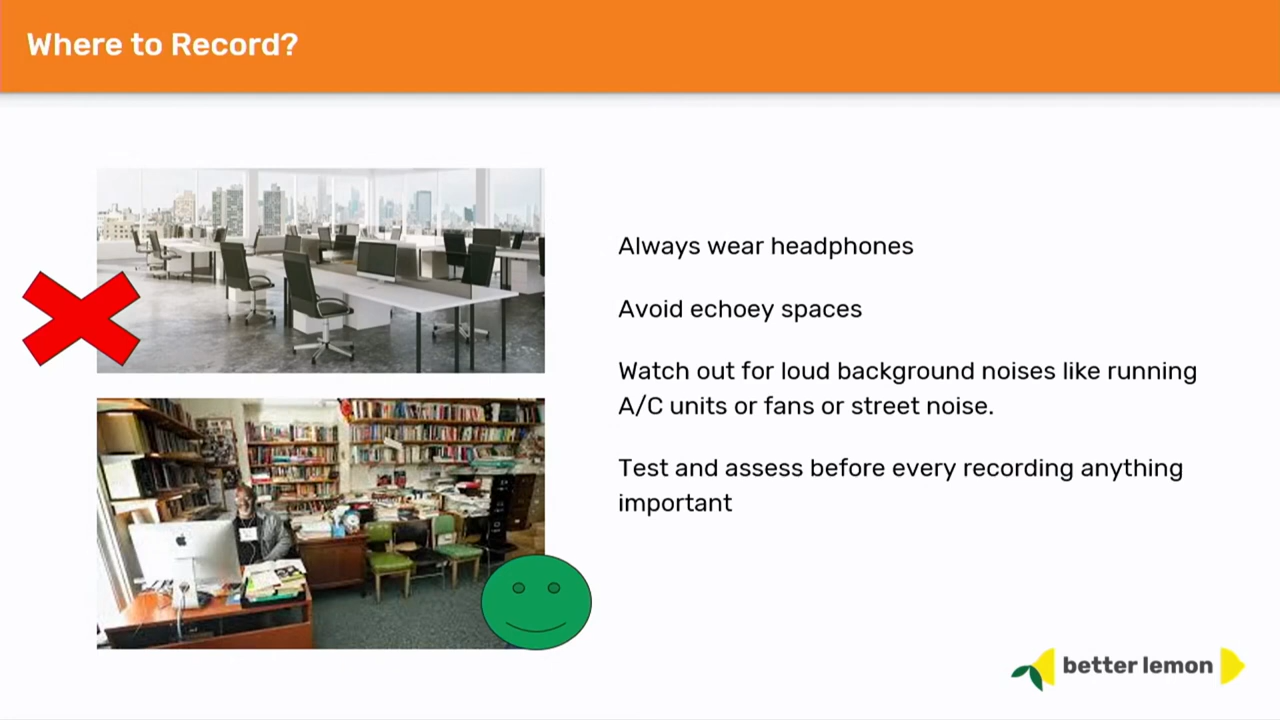 Where to Record?
Always wear headphones
Avoid echoey spaces
Watch out for loud background noises like running
A/C units or fans or street noise.
Test and assess before every recording anything
important
better lemon